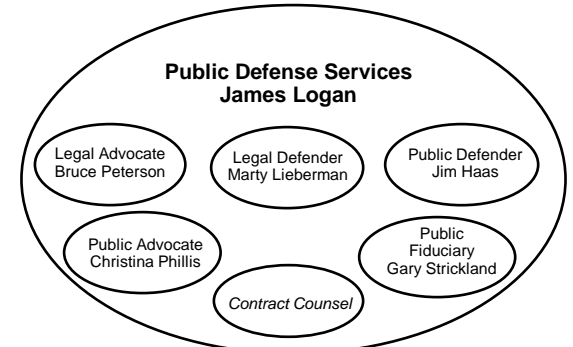 Public Defense Services
James Logan
Legal Advocate
Bruce Peterson
Legal Defender
Marty Lieberman
Public Defender
Jim Haas
Public Advocate
Christina Phillis
Public
Fiduciary
Gary Strickland
Contract Counsel